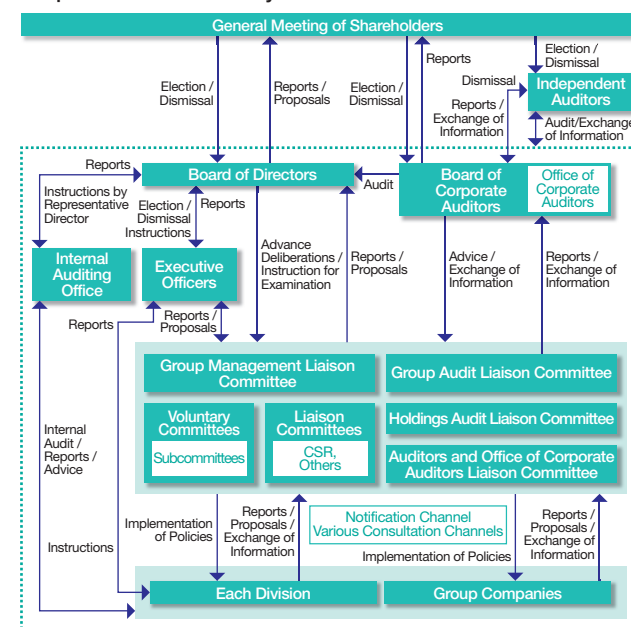 General Meeting of Shareholders
Election /
Dismissal
Reports /
Proposals
Election /
Dismissal
Reports
Election /
Dismissal
Dismissal
Independent
Auditors
Reports /
Exchange of
Information
Audit/Exchange
of Information
Reports
Board of Directors
Audit
Board of
Corporate
Auditors
Office of
Corporate
Auditors
Instructions by
Representative
Director
Election /
Dismissal
Instructions
Reports
Internal
Auditing
Office
Executive
Officers
Advance
Deliberations /
Instruction for
Examination
Reports /
Proposals
Advice /
Exchange of
Information
Reports /
Exchange of
Information
Reports
Reports /
Proposals
Group Management Liaison
Committee
Group Audit Liaison Committee
Voluntary
Committees
Subcommittees
Liaison
Committees
CSR,
Others
Holdings Audit Liaison Committee
Auditors and Office of Corporate
Auditors Liaison Committee
Internal
Audit /
Reports /
Advice
Instructions
Implementation
of Policies
Reports /
Proposals /
Exchange of
Information
Notification Channel
Various Consultation Channels
Implementation of Policies
Reports /
Proposals /
Exchange of
Information
Each Division
Group Companies